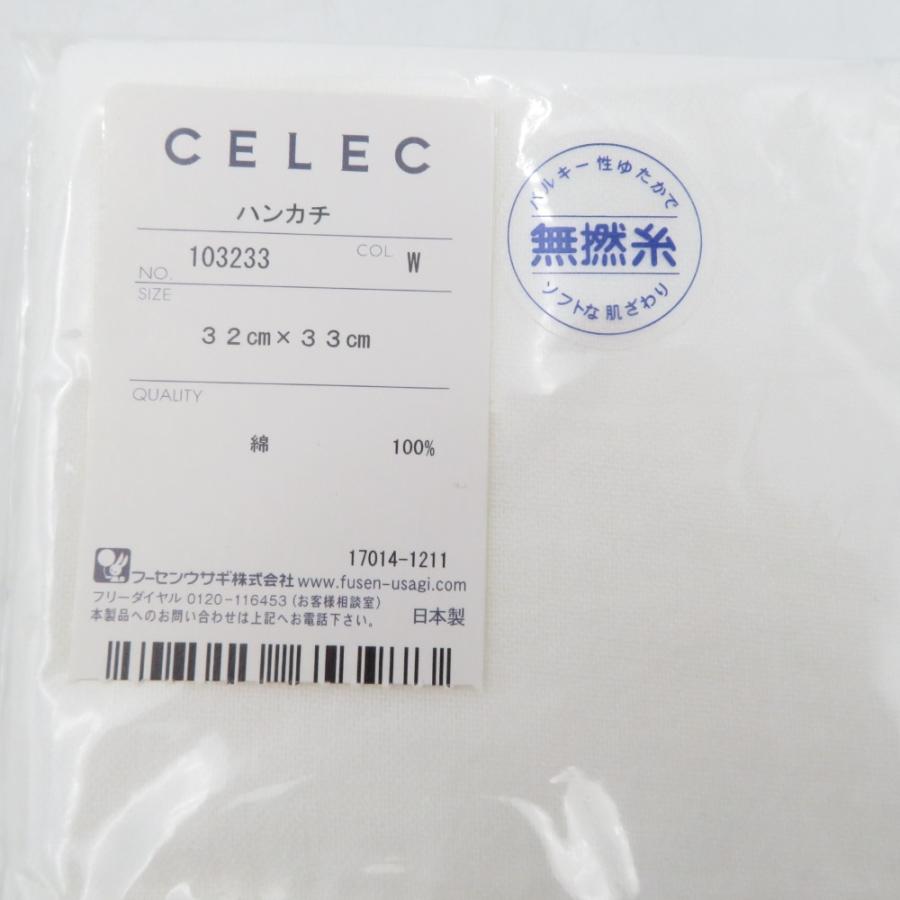 CELEC
ハンカチ
NO. 103233 COL W
SIZE
32cm×33cm
QUALITY
綿 100%
17014-1211
フーセンウサギ株式会社 www.fusen-usagi.com
フリーダイヤル 0120-116453 (お客様相談室)
本製品へのお問い合わせは上記へお電話下さい。 日本製
バルキー性ゆたかで
無撚糸
ソフトな肌ざわり